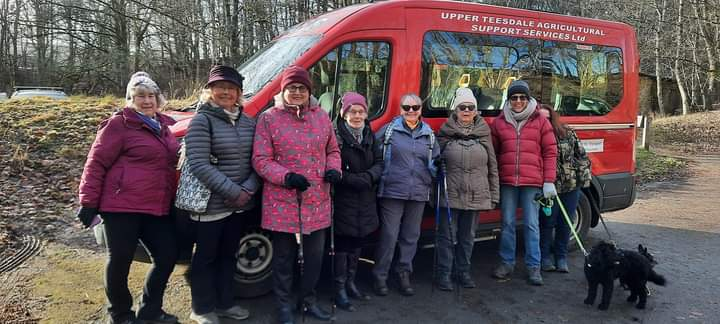 UPPER TEESDALE AGRICULTURAL
SUPPORT SERVICES Ltd